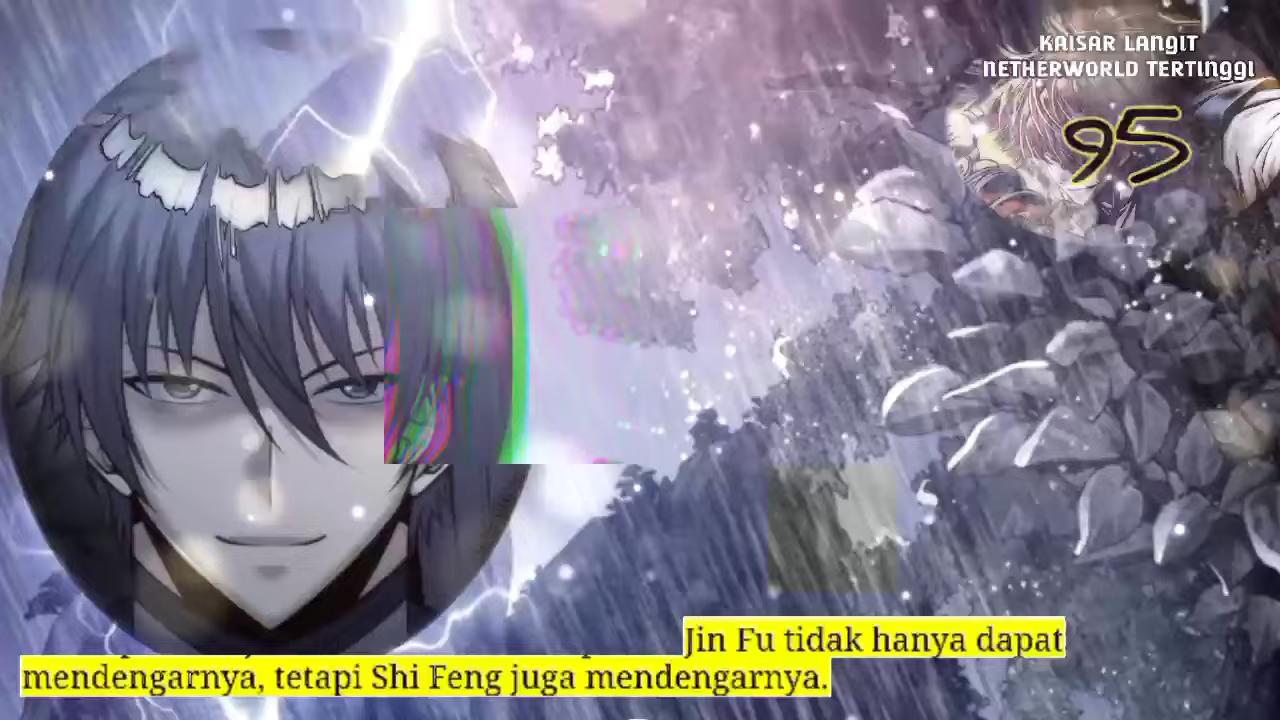 KAISAR LANGIT
NETHERWORLD TERTINGGI
95
Jin Fu tidak hanya dapat
mendengarnya, tetapi Shi Feng juga mendengarnya.